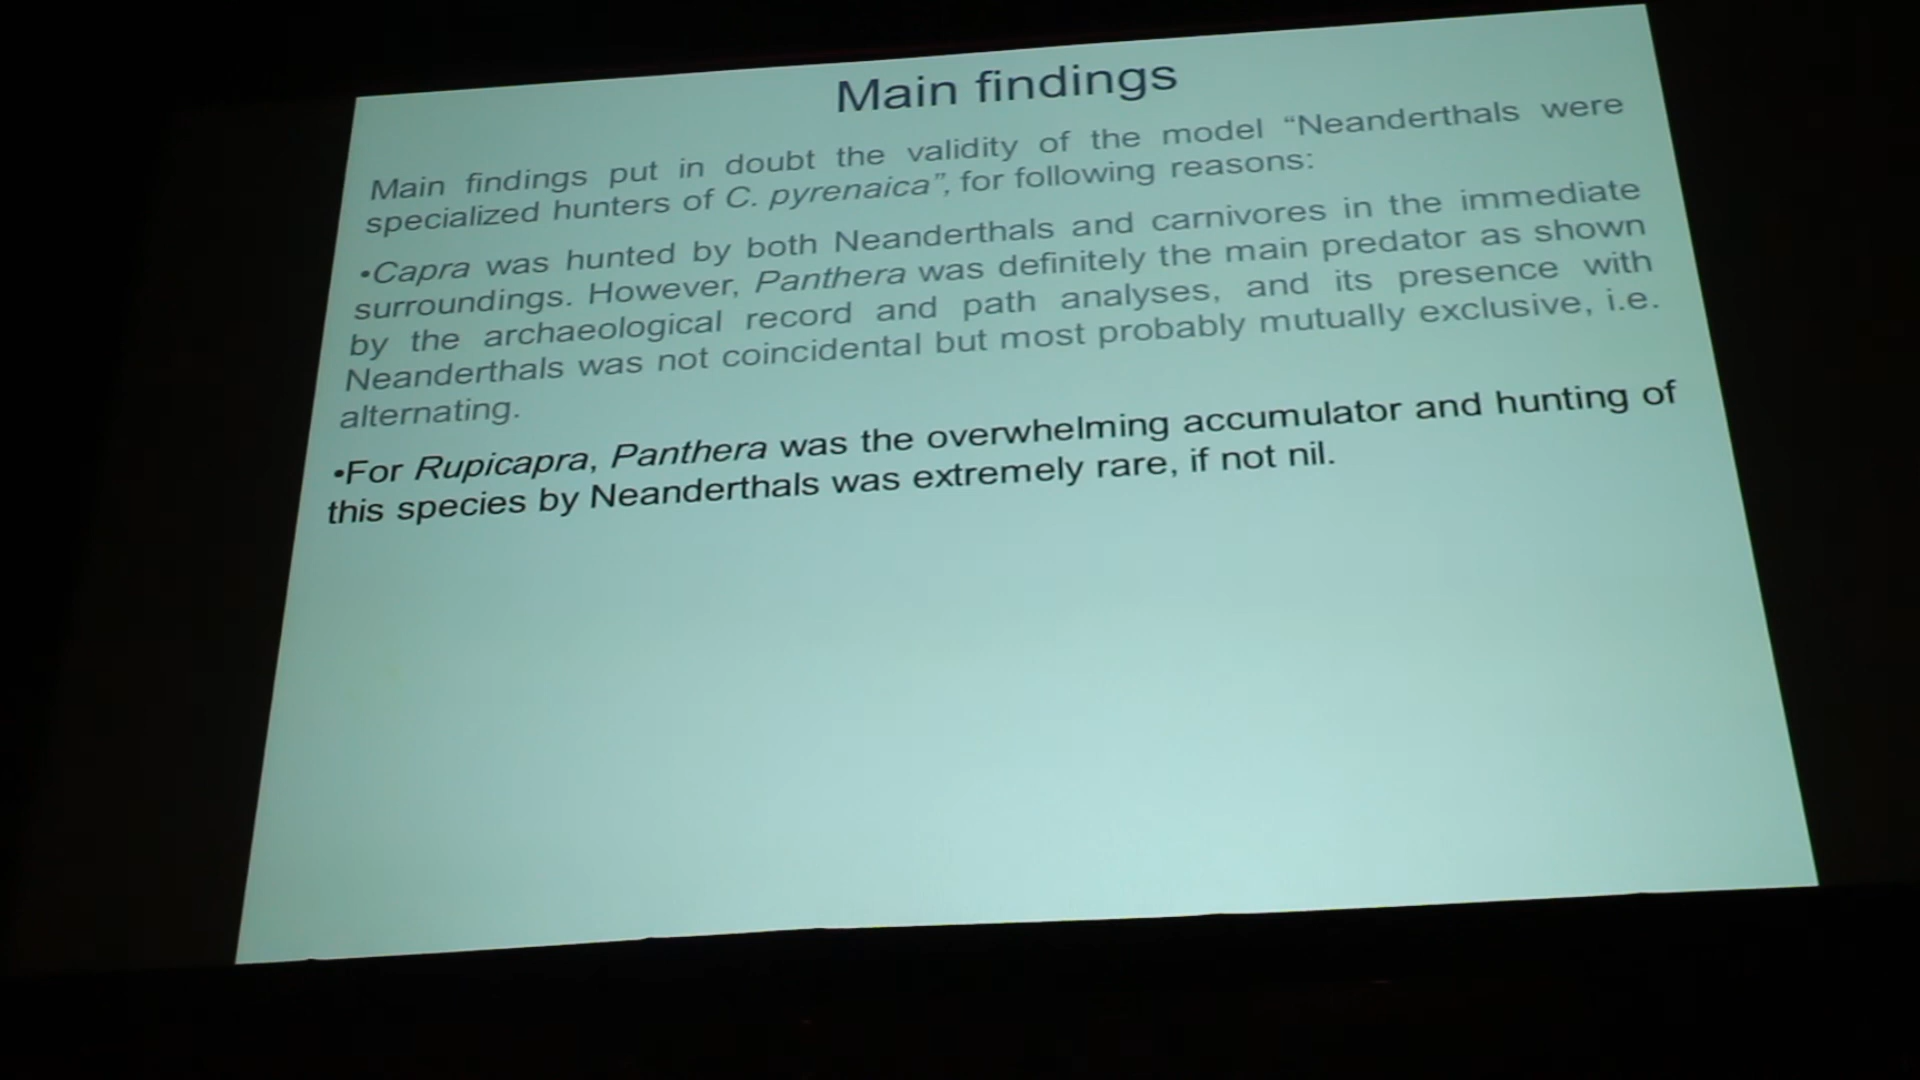 Main findings
Main findings put in doubt the validity of the model “Neanderthals were
specialized hunters of C. pyrenaica”, for following reasons:
•Capra was hunted by both Neanderthals and carnivores in the immediate
surroundings. However, Panthera was definitely the main predator as shown
by the archaeological record and path analyses, and its presence with
Neanderthals was not coincidental but most probably mutually exclusive, i.e.
alternating.
•For Rupicapra, Panthera was the overwhelming accumulator and hunting of
this species by Neanderthals was extremely rare, if not nil.